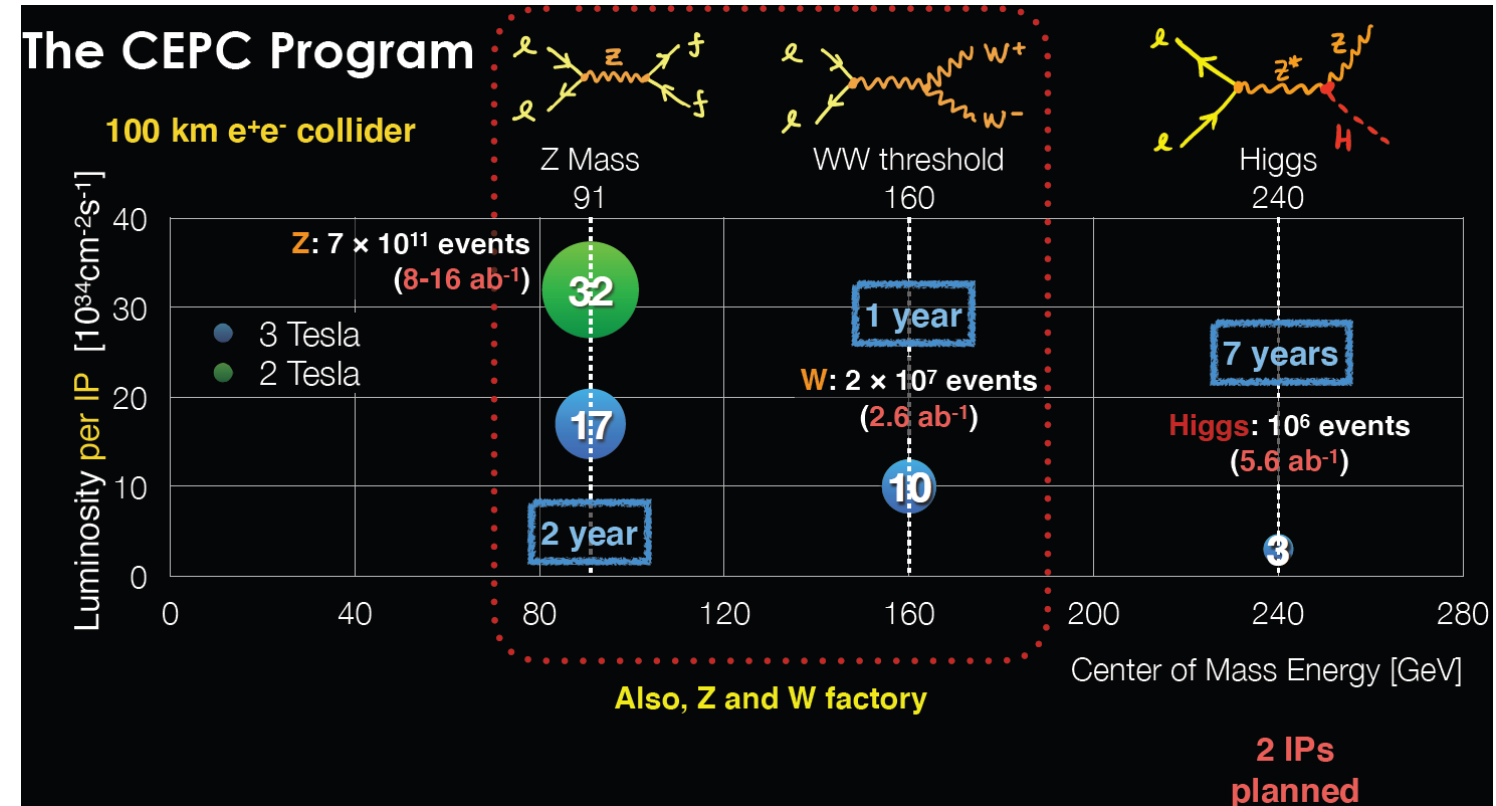 The CEPC Program
100 km e⁺e⁻ collider
e
e
Z
f
f
e
e
W+
W-
e
e
Z*
Z
H
Z Mass
91
WW threshold
160
Higgs
240
Luminosity per IP [10³⁴cm-²s-¹]
40
30
20
10
0
Z: 7 × 10¹¹ events
(8-16 ab-¹)
3 Tesla
2 Tesla
32
17
2 year
1 year
W: 2 × 10⁷ events
(2.6 ab-¹)
10
7 years
Higgs: 10⁶ events
(5.6 ab-¹)
3
0
40
80
120
160
200
240
280
Center of Mass Energy [GeV]
Also, Z and W factory
2 IPs
planned